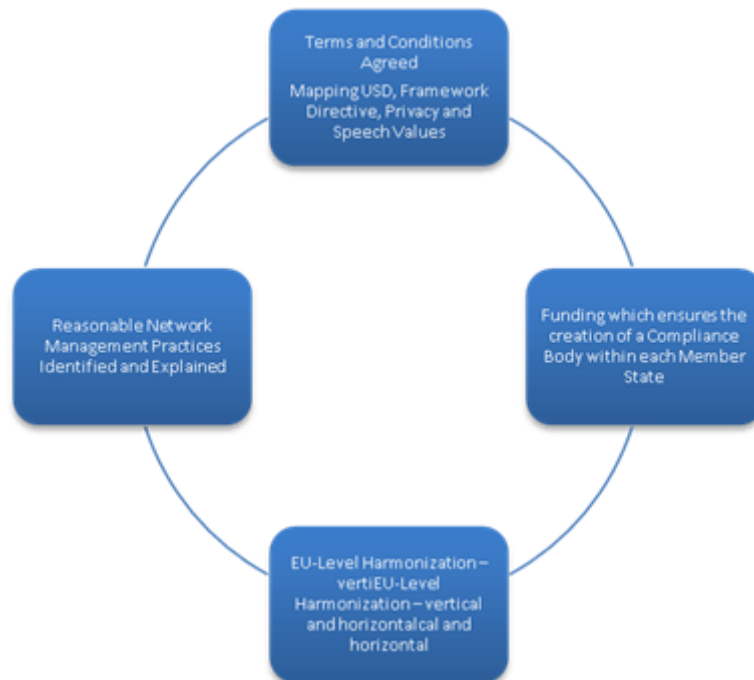 Terms and Conditions
Agreed
Mapping USD, Framework
Directive, Privacy and
Speech Values
Reasonable Network
Management Practices
Identified and Explained
Funding which ensures the
creation of a Compliance
Body within each Member
State
EU-Level Harmonization –
vertiEU-Level
Harmonization – vertical
and horizontalcal and
horizontal